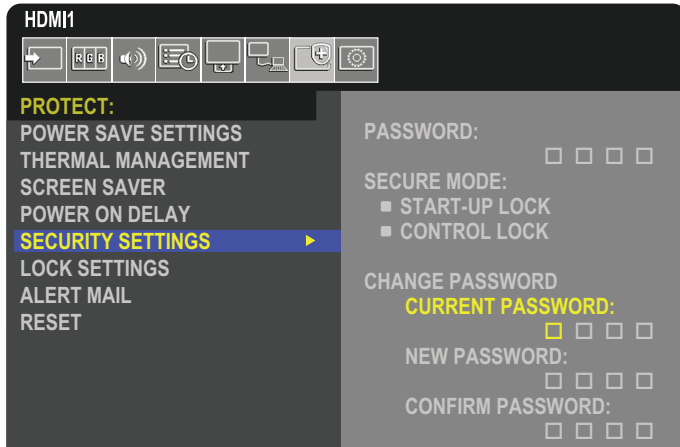 HDMI1
RGB
PROTECT:
POWER SAVE SETTINGS
THERMAL MANAGEMENT
SCREEN SAVER
POWER ON DELAY
SECURITY SETTINGS
LOCK SETTINGS
ALERT MAIL
RESET
PASSWORD:
SECURE MODE:
START-UP LOCK
CONTROL LOCK
CHANGE PASSWORD
CURRENT PASSWORD:
NEW PASSWORD:
CONFIRM PASSWORD: